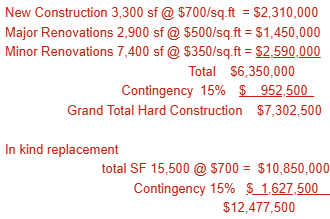 New Construction 3,300 sf @ $700/sq.ft = $2,310,000
Major Renovations 2,900 sf @ $500/sq.ft = $1,450,000
Minor Renovations 7,400 sf @ $350/sq.ft = $2,590,000
Total $6,350,000
Contingency 15% $ 952,500
Grand Total Hard Construction $7,302,500
In kind replacement
total SF 15,500 @ $700 = $10,850,000
Contingency 15% $ 1,627,500
$12,477,500